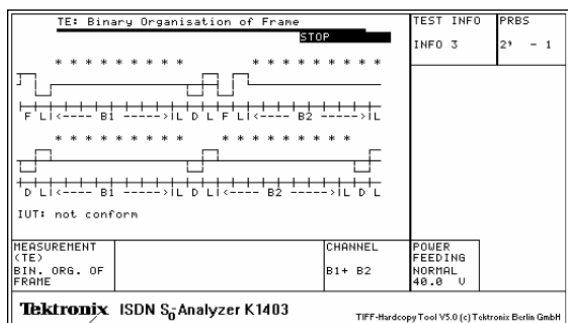 TE: Binary Organisation of Frame
STOP
TEST INFO
INFO 3
PRBS
2⁹ - 1
* * * * * * * * * * * * * * * * * *
F L|<---- B1 ----->|L D L F L|<---- B2 ----->|L
* * * * * * * * * * * * * * * * * *
D L|<---- B1 ----->|L D L|<---- B2 ----->|L D L
IUT: not conform
MEASUREMENT
(TE)
BIN. ORG. OF
FRAME
CHANNEL
B1+ B2
POWER
FEEDING
NORMAL
40.0 V
Tektronix ISDN S₀-Analyzer K1403
TIFF-Hardcopy Tool V5.0 (c) Tektronix Berlin GmbH